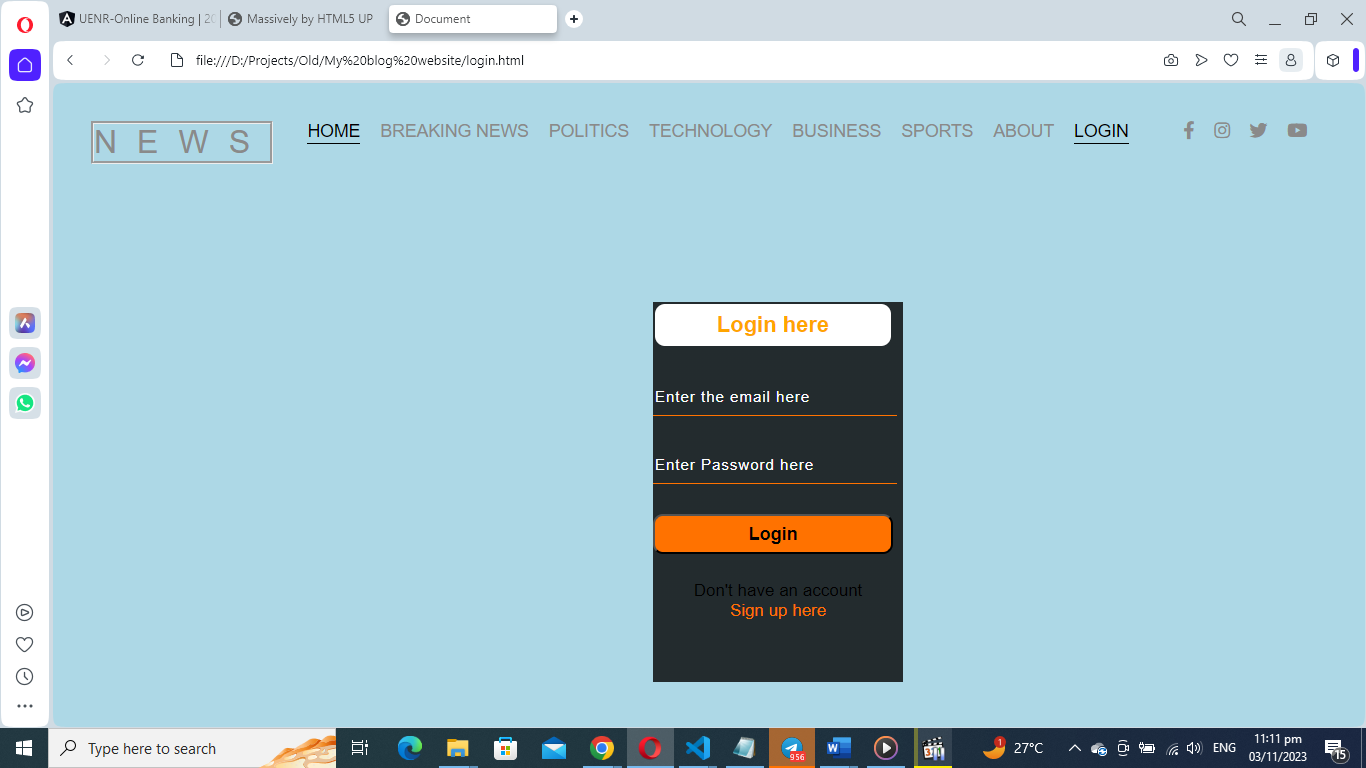 UENR-Online Banking | 20
Massively by HTML5 UP
Document
file:///D:/Projects/Old/My%20blog%20website/login.html
N E W S
HOME BREAKING NEWS POLITICS TECHNOLOGY BUSINESS SPORTS ABOUT LOGIN
Login here
Enter the email here
Enter Password here
Login
Don't have an account
Sign up here
Type here to search
956
31
1
27°C
ENG
11:11 pm
03/11/2023
15